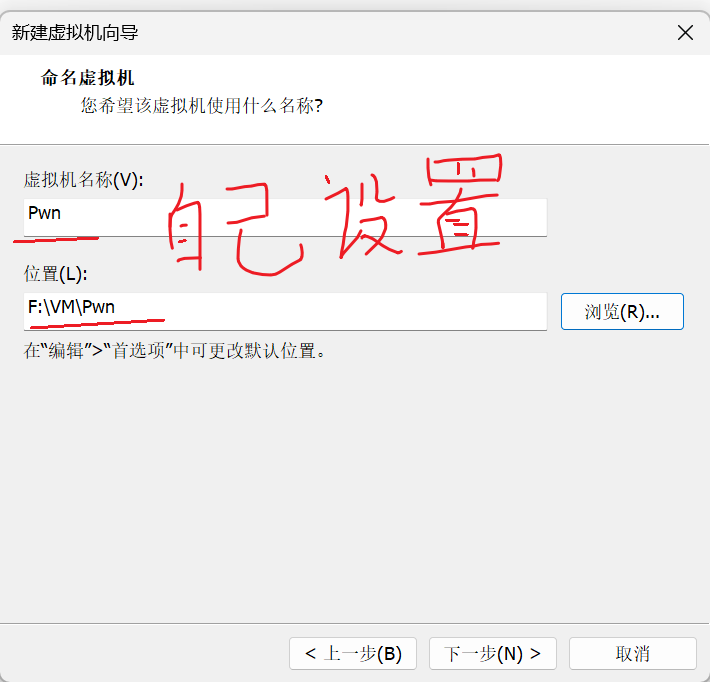 新建虚拟机向导
命名虚拟机
您希望该虚拟机使用什么名称?
虚拟机名称(V):
Pwn
自己设置
位置(L):
F:\VM\Pwn
浏览(R)...
在“编辑”>“首选项”中可更改默认位置。
< 上一步(B)
下一步(N) >
取消